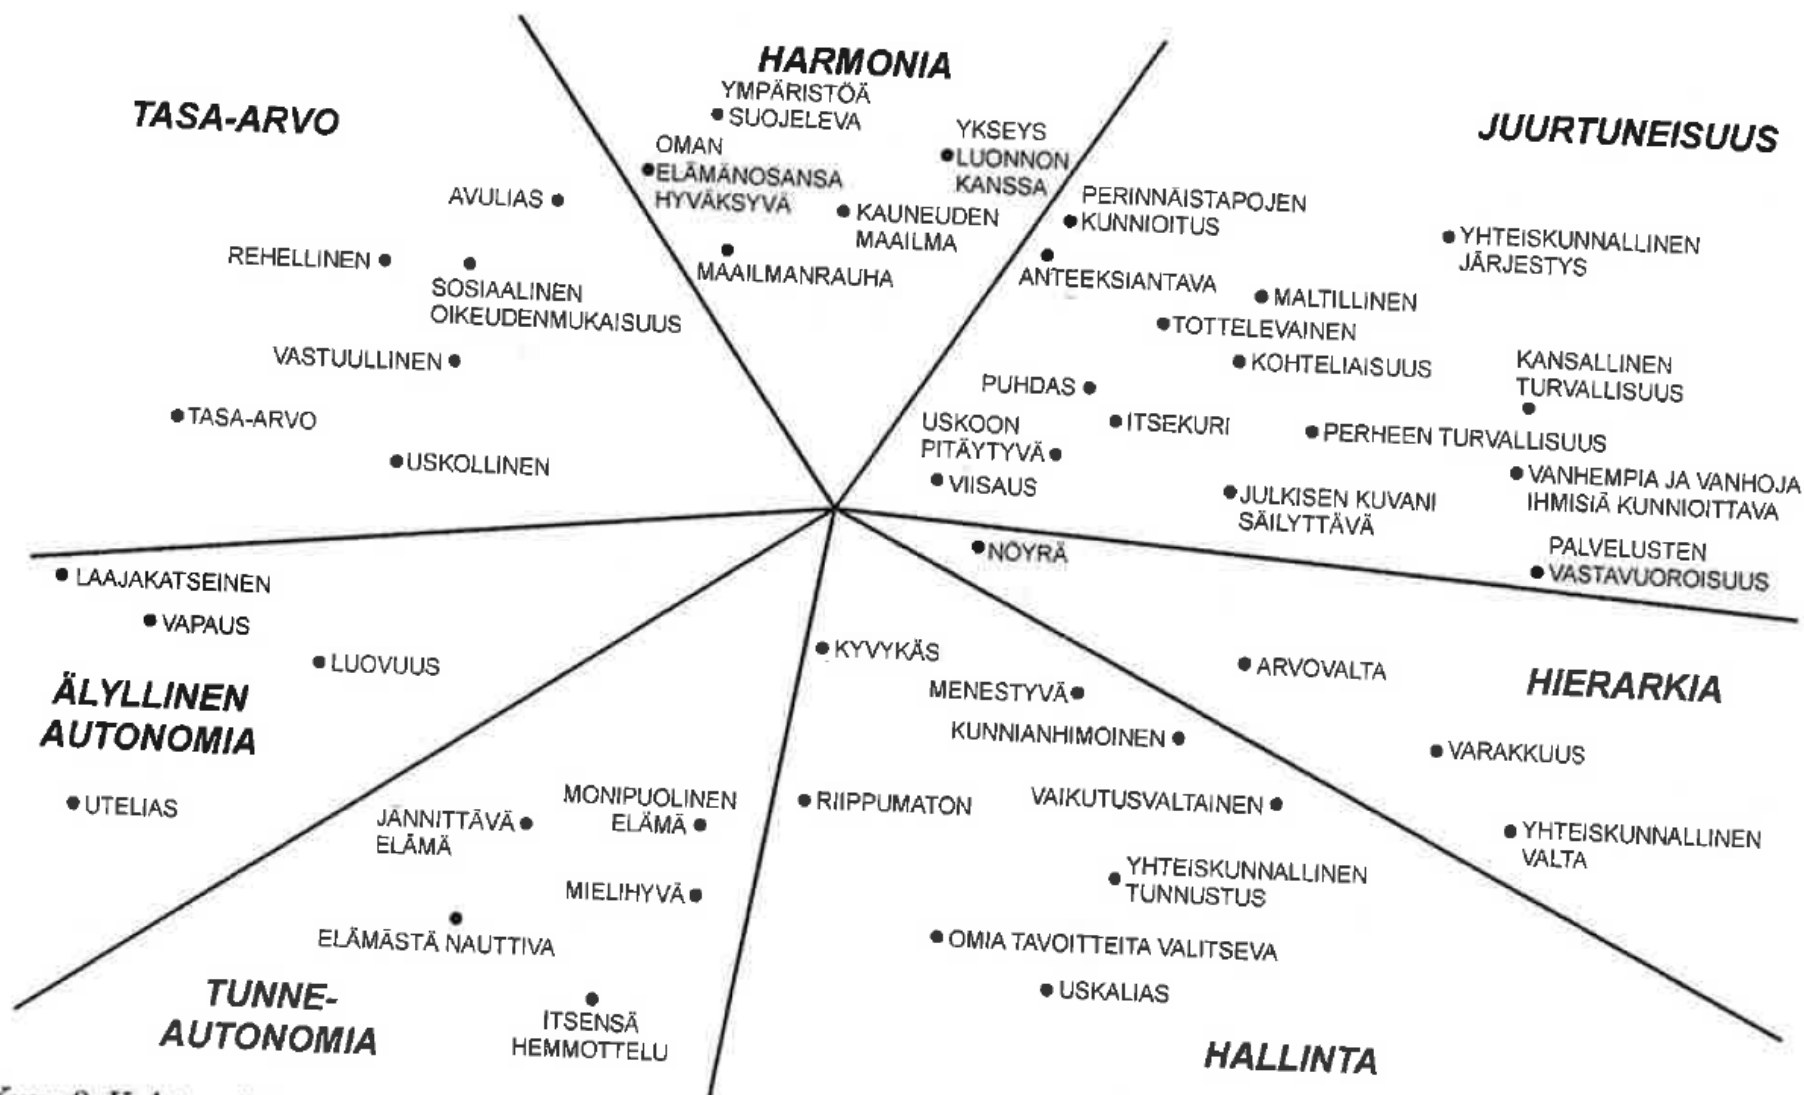 HARMONIA
YMPÄRISTÖÄ
SUOJELEVA
OMAN
ELÄMÄNOSANSA
HYVÄKSYVÄ
YKSEYS
LUONNON
KANSSA
KAUNEUDEN
MAAILMA
MAAILMANRAUHA
TASA-ARVO
AVULIAS
REHELLINEN
SOSIAALINEN
OIKEUDENMUKAISUUS
VASTUULLINEN
TASA-ARVO
USKOLLINEN
JUURTUNEISUUS
PERINNÄISTAPOJEN
KUNNIOITUS
ANTEEKSIANTAVA
YHTEISKUNNALLINEN
JÄRJESTYS
MALTILLINEN
TOTTELEVAINEN
KOHTELIAISUUS
KANSALLINEN
TURVALLISUUS
PUHDAS
ITSEKURI
USKOON
PITÄYTYVÄ
PERHEEN TURVALLISUUS
VIISAUS
VANHEMPIA JA VANHOJA
IHMISIÄ KUNNIOITTAVA
JULKISEN KUVANI
SÄILYTTÄVÄ
PALVELUSTEN
VASTAVUOROISUUS
NÖYRÄ
ARVOVALTA
HIERARKIA
VARAKKUUS
YHTEISKUNNALLINEN
VALTA
LAAJAKATSEINEN
VAPAUS
LUOVUUS
ÄLYLLINEN
AUTONOMIA
UTELIAS
JÄNNITTÄVÄ
ELÄMÄ
MONIPUOLINEN
ELÄMÄ
MIELIHYVÄ
ELÄMÄSTÄ NAUTTIVA
TUNNE-
AUTONOMIA
ITSENSÄ
HEMMOTTELU
KYVYKÄS
MENESTYVÄ
KUNNIANHIMOINEN
RIIPPUMATON
VAIKUTUSVALTAINEN
YHTEISKUNNALLINEN
TUNNUSTUS
OMIA TAVOITTEITA VALITSEVA
USKALIAS
HALLINTA